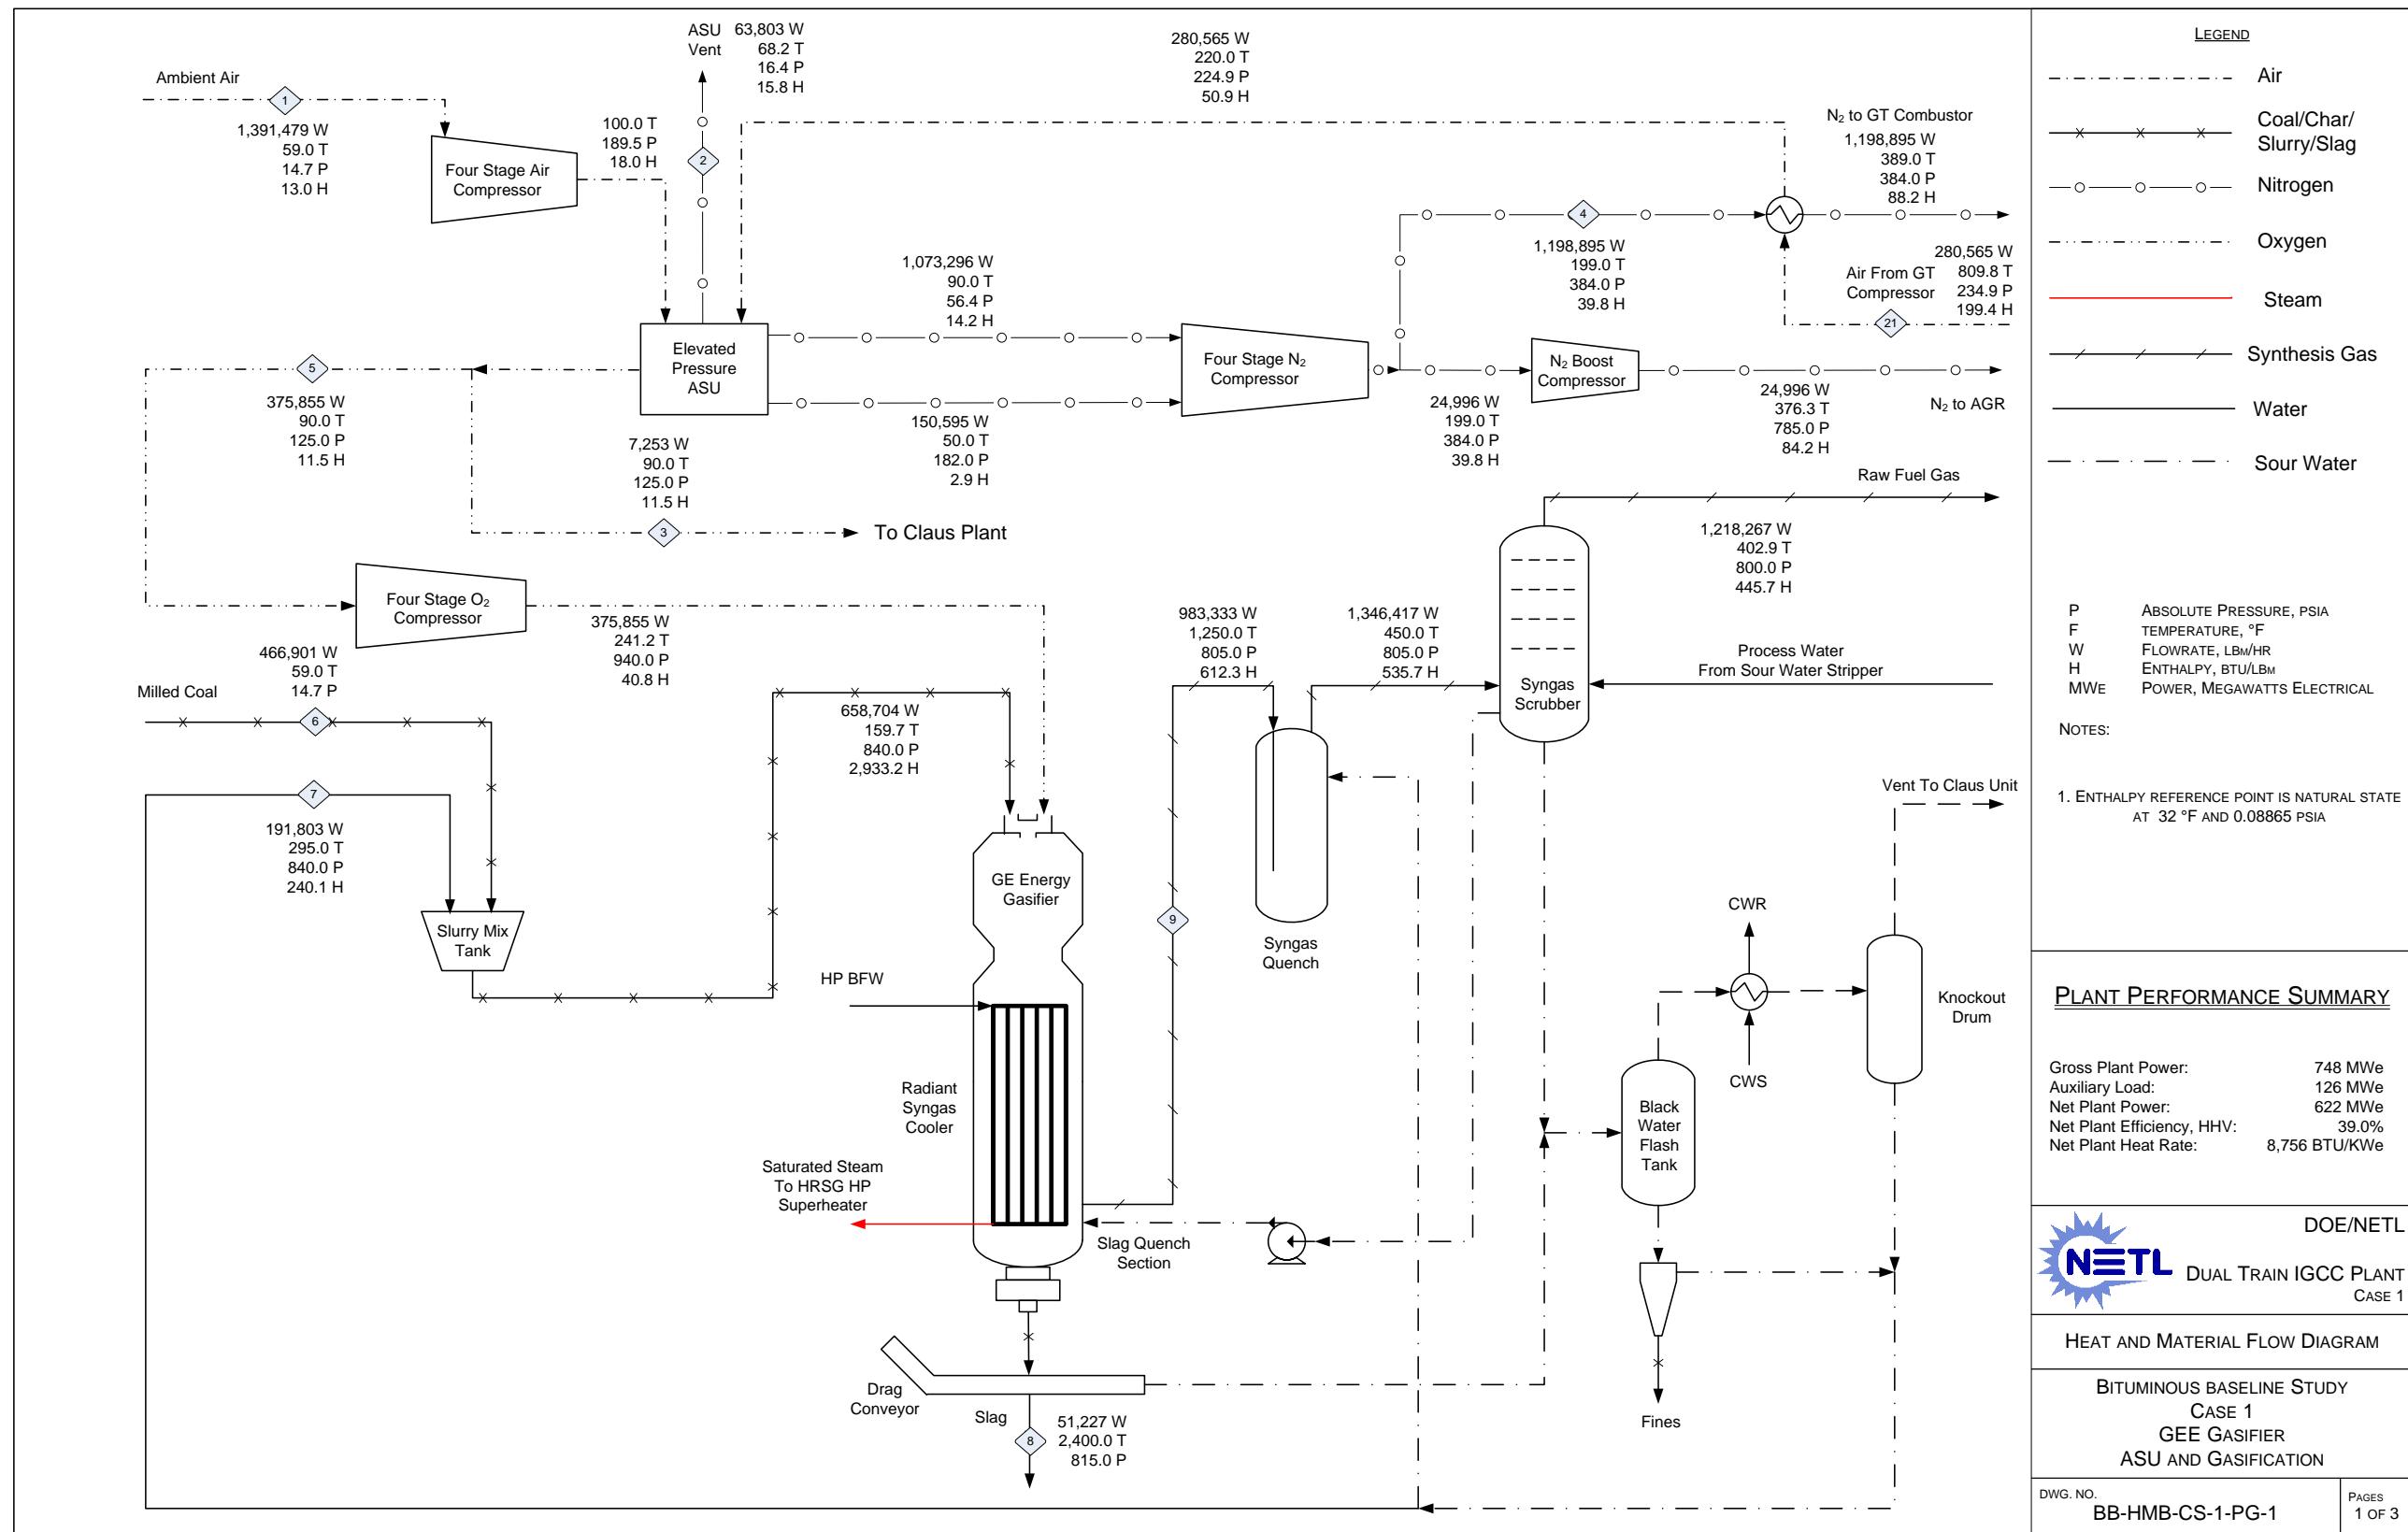 Ambient Air
1
1,391,479 W
59.0 T
14.7 P
13.0 H
Four Stage Air
Compressor
100.0 T
189.5 P
18.0 H
ASU
Vent
63,803 W
68.2 T
16.4 P
15.8 H
2
280,565 W
220.0 T
224.9 P
50.9 H
N2 to GT Combustor
1,198,895 W
389.0 T
384.0 P
88.2 H
4
1,198,895 W
199.0 T
384.0 P
39.8 H
Air From GT
Compressor
280,565 W
809.8 T
234.9 P
199.4 H
21
1,073,296 W
90.0 T
56.4 P
14.2 H
Elevated
Pressure
ASU
Four Stage N2
Compressor
N2 Boost
Compressor
150,595 W
50.0 T
182.0 P
2.9 H
24,996 W
199.0 T
384.0 P
39.8 H
24,996 W
376.3 T
785.0 P
84.2 H
N2 to AGR
5
375,855 W
90.0 T
125.0 P
11.5 H
7,253 W
90.0 T
125.0 P
11.5 H
3
To Claus Plant
Four Stage O2
Compressor
375,855 W
241.2 T
940.0 P
40.8 H
Milled Coal
466,901 W
59.0 T
14.7 P
6
7
191,803 W
295.0 T
840.0 P
240.1 H
Slurry Mix
Tank
658,704 W
159.7 T
840.0 P
2,933.2 H
GE Energy
Gasifier
HP BFW
Radiant
Syngas
Cooler
Saturated Steam
To HRSG HP
Superheater
Slag Quench
Section
Drag
Conveyor
Slag
8
51,227 W
2,400.0 T
815.0 P
9
983,333 W
1,250.0 T
805.0 P
612.3 H
Syngas
Quench
1,346,417 W
450.0 T
805.0 P
535.7 H
Syngas
Scrubber
Raw Fuel Gas
1,218,267 W
402.9 T
800.0 P
445.7 H
Process Water
From Sour Water Stripper
Vent To Claus Unit
CWR
CWS
Knockout
Drum
Black
Water
Flash
Tank
Fines
LEGEND
Air
Coal/Char/
Slurry/Slag
Nitrogen
Oxygen
Steam
Synthesis Gas
Water
Sour Water
P ABSOLUTE PRESSURE, PSIA
F TEMPERATURE, °F
W FLOWRATE, LBM/HR
H ENTHALPY, BTU/LBM
MWE POWER, MEGAWATTS ELECTRICAL
NOTES:
1. ENTHALPY REFERENCE POINT IS NATURAL STATE
AT 32 °F AND 0.08865 PSIA
PLANT PERFORMANCE SUMMARY
Gross Plant Power: 748 MWe
Auxiliary Load: 126 MWe
Net Plant Power: 622 MWe
Net Plant Efficiency, HHV: 39.0%
Net Plant Heat Rate: 8,756 BTU/KWe
NETL
DOE/NETL
DUAL TRAIN IGCC PLANT
CASE 1
HEAT AND MATERIAL FLOW DIAGRAM
BITUMINOUS BASELINE STUDY
CASE 1
GEE GASIFIER
ASU AND GASIFICATION
DWG. NO.
BB-HMB-CS-1-PG-1
PAGES
1 OF 3